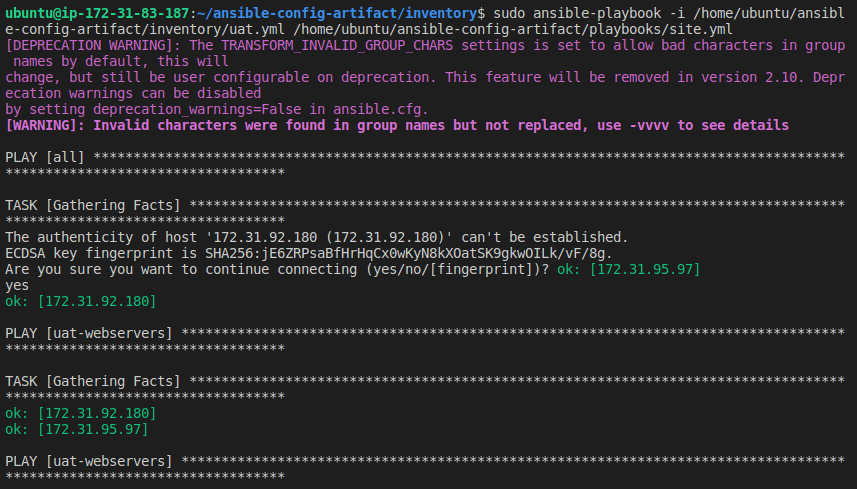 ubuntu@ip-172-31-83-187:~/ansible-config-artifact/inventory$ sudo ansible-playbook -i /home/ubuntu/ansibl
e-config-artifact/inventory/uat.yml /home/ubuntu/ansible-config-artifact/playbooks/site.yml
[DEPRECATION WARNING]: The TRANSFORM_INVALID_GROUP_CHARS settings is set to allow bad characters in group
 names by default, this will
change, but still be user configurable on deprecation. This feature will be removed in version 2.10. Depr
ecation warnings can be disabled
by setting deprecation_warnings=False in ansible.cfg.
[WARNING]: Invalid characters were found in group names but not replaced, use -vvvv to see details
PLAY [all] **********************************************************************************************
***********************************
TASK [Gathering Facts] **********************************************************************************
***********************************
The authenticity of host '172.31.92.180 (172.31.92.180)' can't be established.
ECDSA key fingerprint is SHA256:jE6ZRPsaBfHrHqCx0wKyN8kXOatSK9gkwOILk/vF/8g.
Are you sure you want to continue connecting (yes/no/[fingerprint])? ok: [172.31.95.97]
yes
ok: [172.31.92.180]
PLAY [uat-webservers] ***********************************************************************************
***********************************
TASK [Gathering Facts] **********************************************************************************
***********************************
ok: [172.31.92.180]
ok: [172.31.95.97]
PLAY [uat-webservers] ***********************************************************************************
***********************************